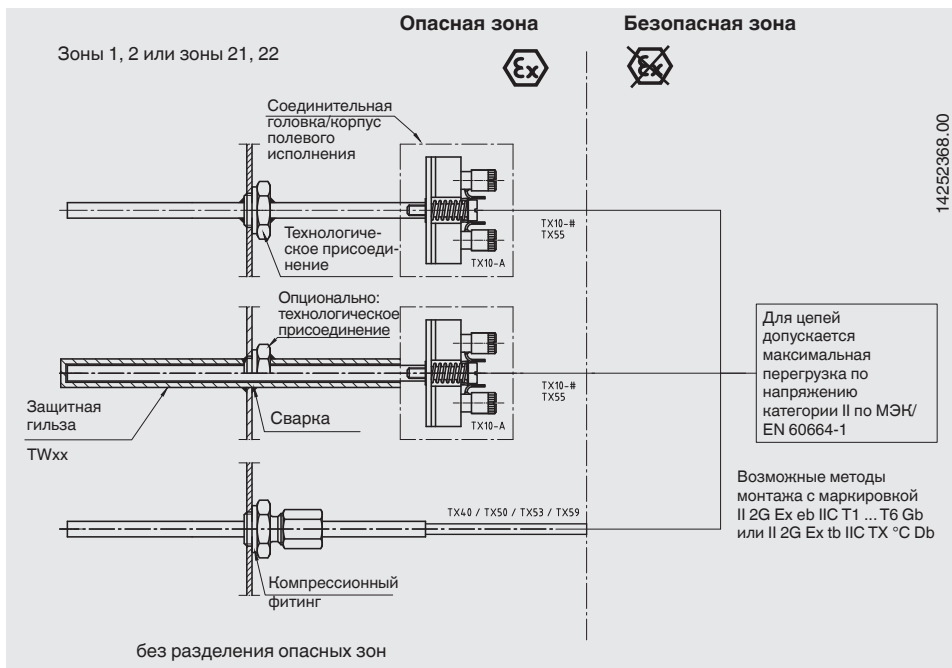 Опасная зона
Безопасная зона
Зоны 1, 2 или зоны 21, 22
Ex
Ex
14252368.00
Соединительная
головка/корпус
полевого
исполнения
Технологиче-
ское присоеди-
нение
TX10-#
TX55
TX10-A
Опционально:
технологическое
присоединение
TX10-#
TX55
TX10-A
Защитная
гильза
TWxx
Сварка
Для цепей
допускается
максимальная
перегрузка по
напряжению
категории II по МЭК/
EN 60664-1
Возможные методы
монтажа с маркировкой
II 2G Ex eb IIC T1 ... T6 Gb
или II 2G Ex tb IIC TX °C Db
TX40 / TX50 / TX53 / TX59
Компрессионный
фитинг
без разделения опасных зон